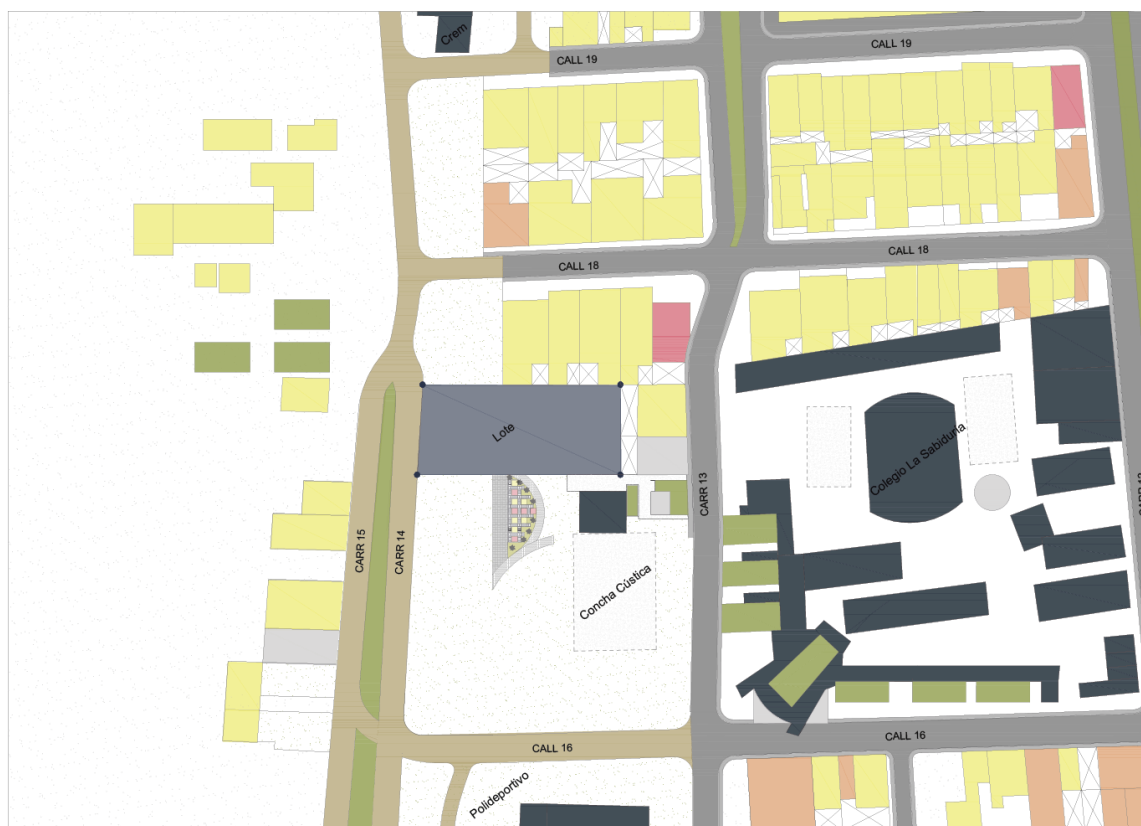 Crem
CALL 19
CALL 19
CALL 18
CALL 18
Lote
Colegio La Sabiduria
CARR 13
CARR 15
CARR 14
Concha Cústica
CALL 16
CALL 16
Polideportivo